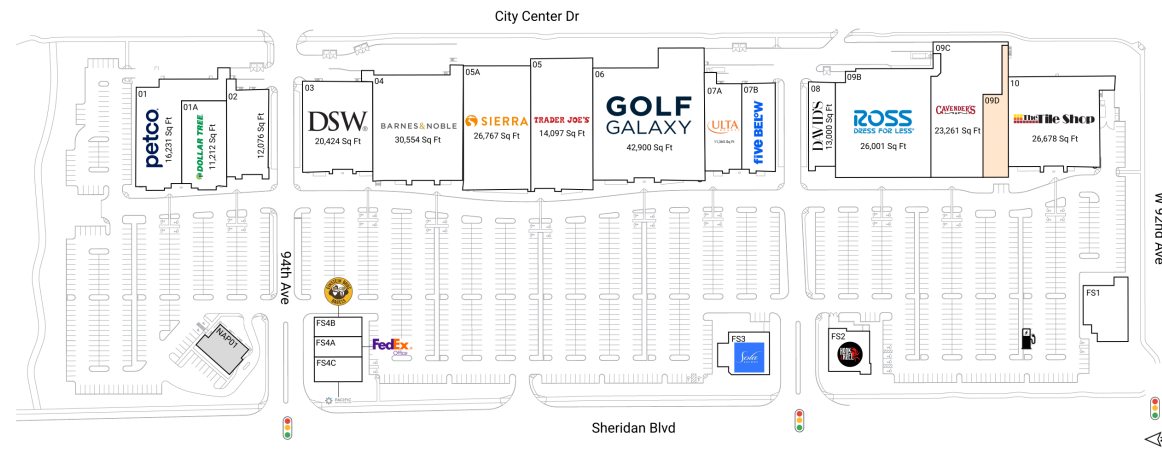 City Center Dr
01
petco
16,231 Sq Ft
01A
DOLLAR TREE
11,212 Sq Ft
02
12,076 Sq Ft
03
DSW
20,424 Sq Ft
04
BARNES&NOBLE
30,554 Sq Ft
05A
SIERRA
26,767 Sq Ft
05
TRADER JOE'S
14,097 Sq Ft
06
GOLF
GALAXY
42,900 Sq Ft
07A
ULTA
07B
five BEL°W
08
DAVID'S
13,000 Sq Ft
09B
ROSS
DRESS FOR LESS
26,001 Sq Ft
09C
CAVENDER'S
23,261 Sq Ft
09D
10
The Tile Shop
26,678 Sq Ft
W 92nd Ave
94th Ave
NAP01
FS4B
FS4A
FS4C
FedEx
Office
PACIFIC
FS3
Sola
FS2
FS1
Sheridan Blvd